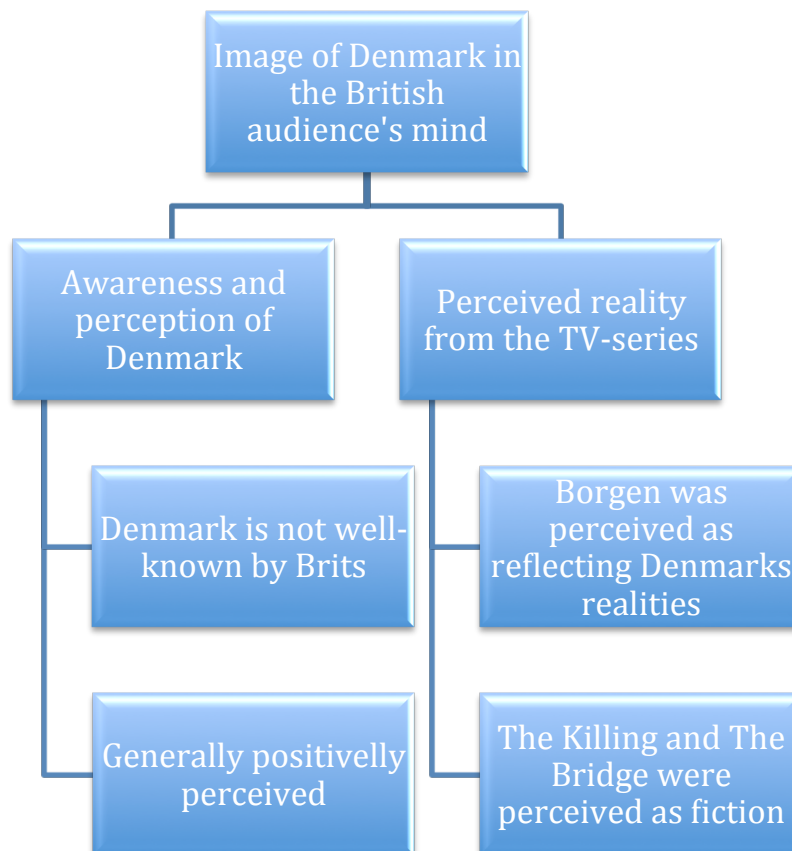 Image of Denmark in
the British
audience's mind
Awareness and
perception of
Denmark
Perceived reality
from the TV-series
Denmark is not well-
known by Brits
Borgen was
perceived as
reflecting Denmarks
realities
Generally positivelly
perceived
The Killing and The
Bridge were
perceived as fiction